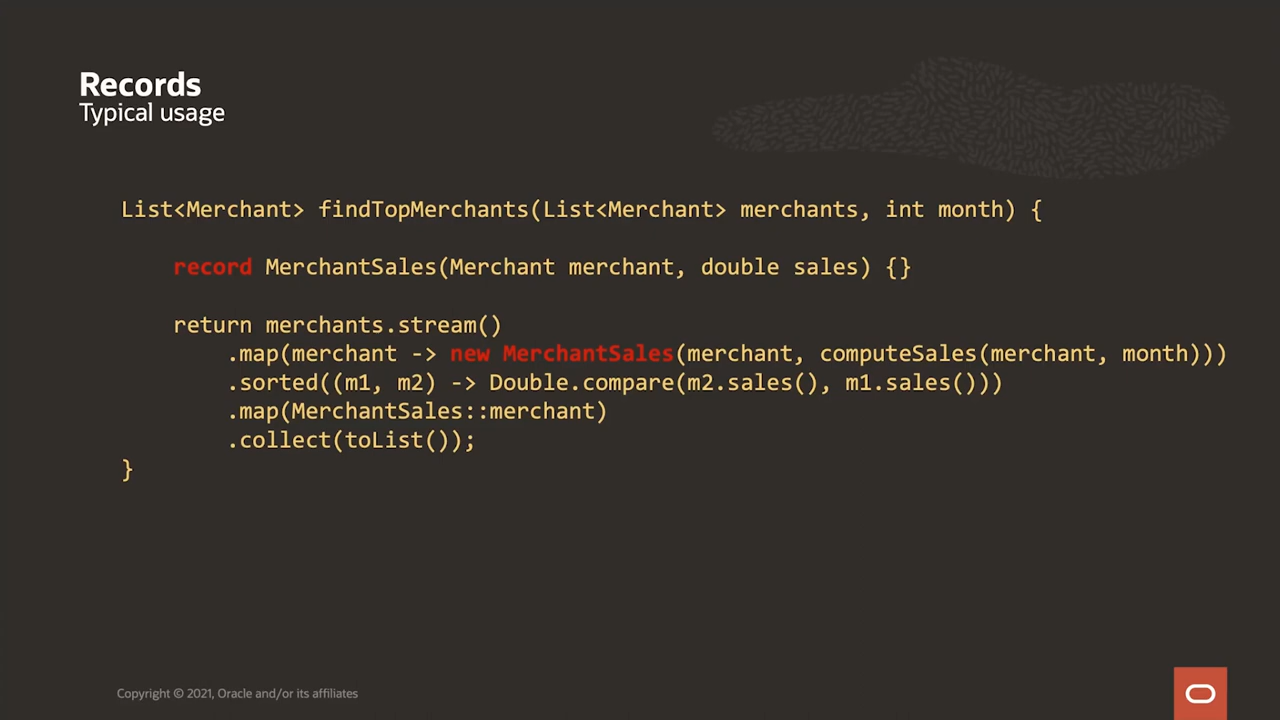 Records
Typical usage
List<Merchant> findTopMerchants(List<Merchant> merchants, int month) {
record MerchantSales(Merchant merchant, double sales) {}
return merchants.stream()
.map(merchant -> new MerchantSales(merchant, computeSales(merchant, month)))
.sorted((m1, m2) -> Double.compare(m2.sales(), m1.sales()))
.map(MerchantSales::merchant)
.collect(toList());
}
Copyright © 2021, Oracle and/or its affiliates